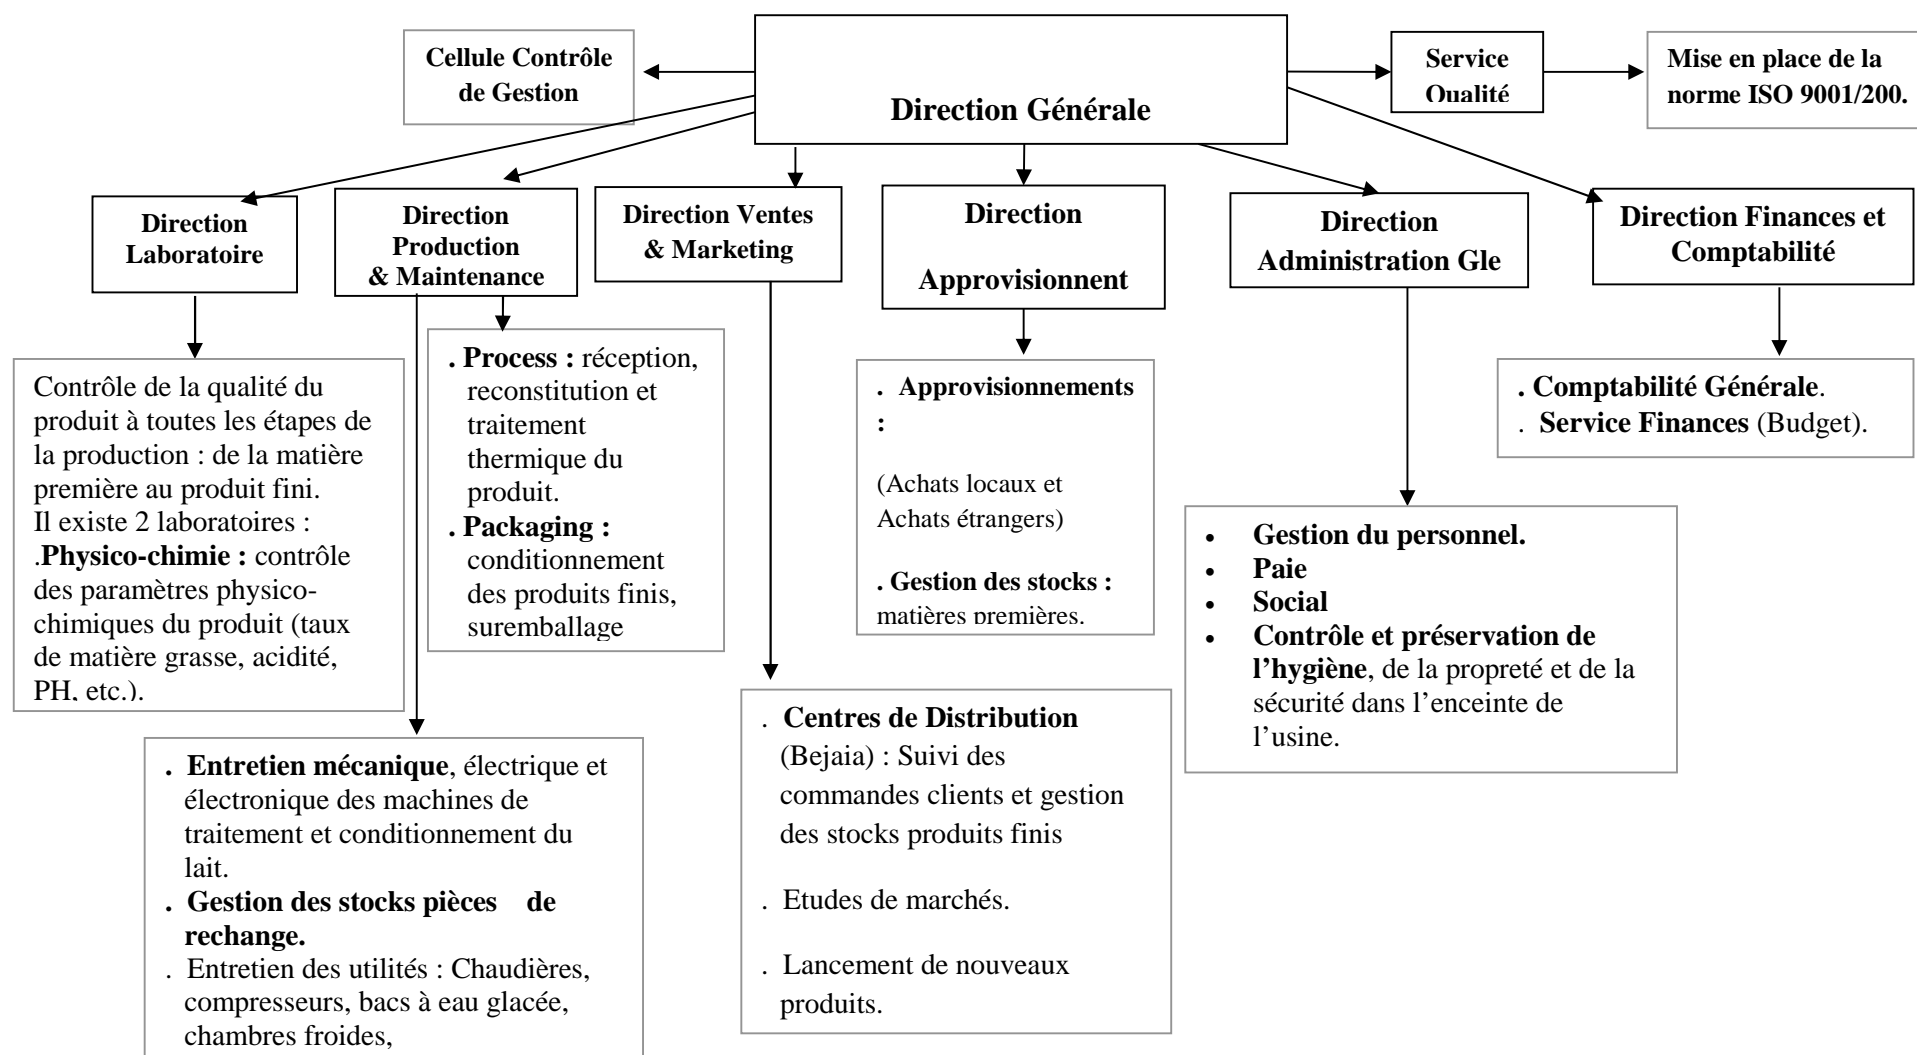 Cellule Contrôle
de Gestion
Direction Générale
Service
Qualité
Mise en place de la
norme ISO 9001/200.
Direction
Laboratoire
Direction
Production
& Maintenance
Direction Ventes
& Marketing
Direction
Approvisionnent
Direction
Administration Gle
Direction Finances et
Comptabilité
Contrôle de la qualité du
produit à toutes les étapes de
la production : de la matière
première au produit fini.
Il existe 2 laboratoires :
.Physico-chimie : contrôle
des paramètres physico-
chimiques du produit (taux
de matière grasse, acidité,
PH, etc.).
. Process : réception,
reconstitution et
traitement
thermique du
produit.
. Packaging :
conditionnement
des produits finis,
suremballage
. Entretien mécanique, électrique et
électronique des machines de
traitement et conditionnement du
lait.
. Gestion des stocks pièces de
rechange.
. Entretien des utilités : Chaudières,
compresseurs, bacs à eau glacée,
chambres froides,
. Centres de Distribution
(Bejaia) : Suivi des
commandes clients et gestion
des stocks produits finis
. Etudes de marchés.
. Lancement de nouveaux
produits.
. Approvisionnements
:
(Achats locaux et
Achats étrangers)
. Gestion des stocks :
matières premières.
• Gestion du personnel.
• Paie
• Social
• Contrôle et préservation de
l’hygiène, de la propreté et de la
sécurité dans l’enceinte de
l’usine.
. Comptabilité Générale.
. Service Finances (Budget).